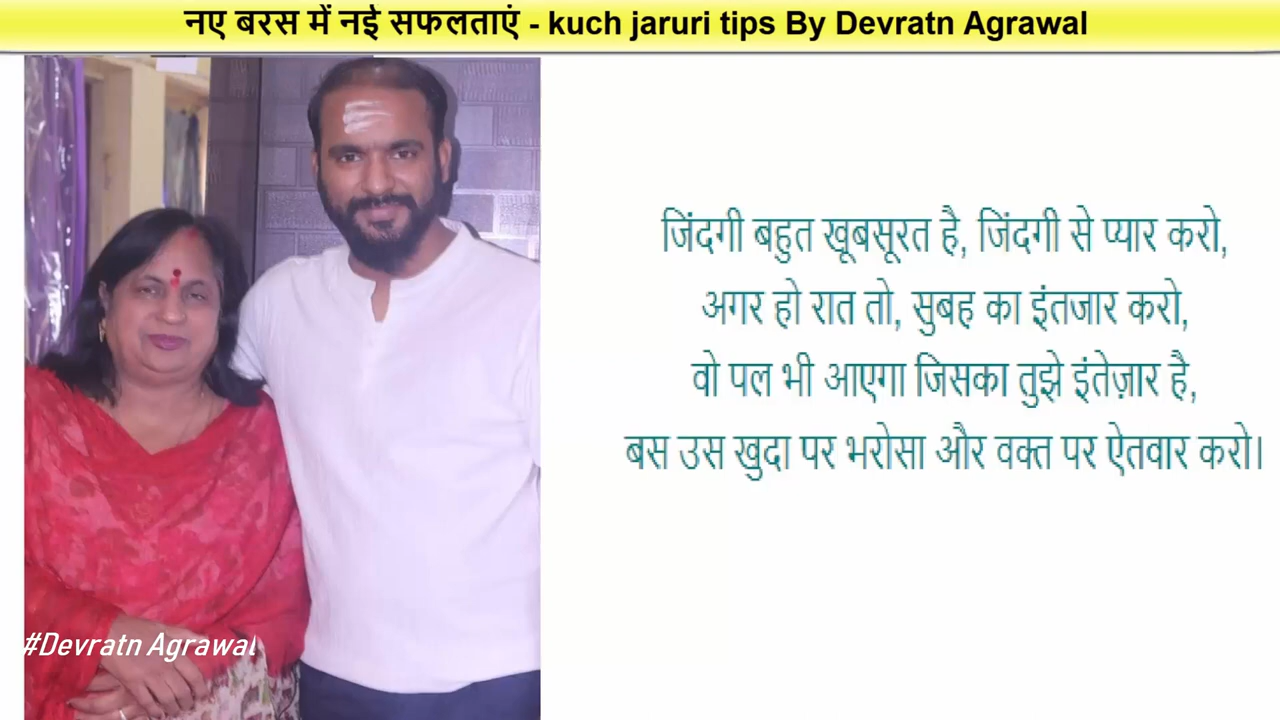 नए बरस में नई सफलताएं - kuch jaruri tips By Devratn Agrawal
जिंदगी बहुत खूबसूरत है, जिंदगी से प्यार करो,
अगर हो रात तो, सुबह का इंतजार करो,
वो पल भी आएगा जिसका तुझे इंतेज़ार है,
बस उस खुदा पर भरोसा और वक्त पर ऐतवार करो।
#Devratn Agrawal